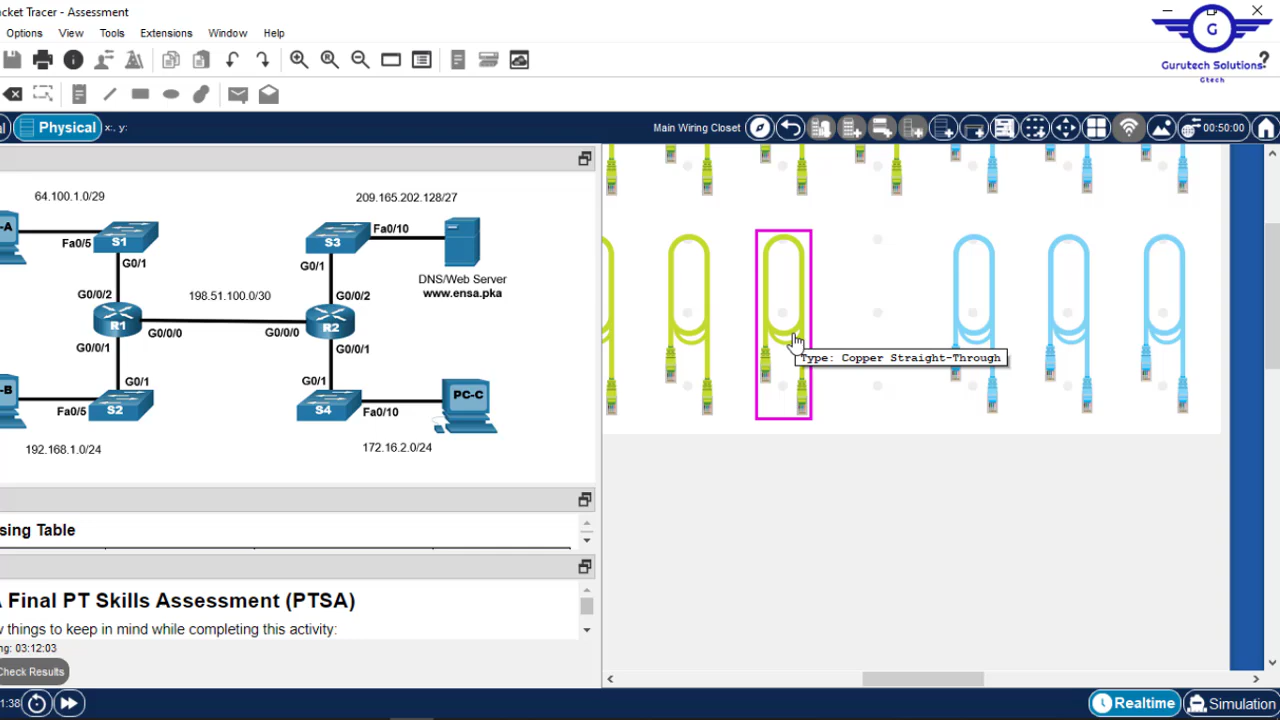 acket Tracer - Assessment
Options View Tools Extensions Window Help
G
Gurutech Solutions
Gtech
?
al Physical x:, y:
Main Wiring Closet
00:50:00
64.100.1.0/29
209.165.202.128/27
-A
Fa0/5
S1
G0/1
S3
Fa0/10
G0/1
DNS/Web Server
www.ensa.pka
G0/0/2
198.51.100.0/30
G0/0/2
R1
G0/0/0
G0/0/0
R2
G0/0/1
G0/0/1
-B
G0/1
G0/1
PC-C
Fa0/5
S2
S4
Fa0/10
192.168.1.0/24
172.16.2.0/24
Type: Copper Straight-Through
sing Table
A Final PT Skills Assessment (PTSA)
w things to keep in mind while completing this activity:
ng: 03:12:03
Check Results
1:38
Realtime
Simulation